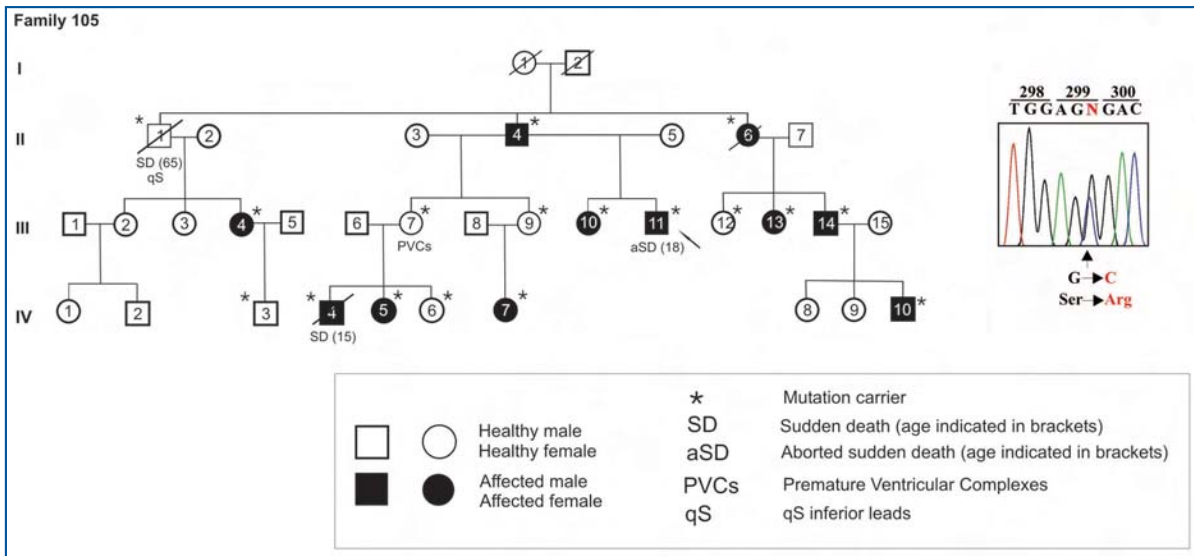 Family 105
I
1 2
II
* 1 2 3 4 * 5 * 6 7
SD (65)
qS
III
1 2 3 4 * 5 6 7 * 8 9 * 10 * 11 * 12 * 13 * 14 * 15
PVCs
aSD (18)
IV
1 2 * 3 * 4 5 * 6 * 7 * 8 9 10 *
SD (15)
298 299 300
T G G A G N G A C
G C
Ser Arg
Healthy male
Healthy female
Affected male
Affected female
* Mutation carrier
SD Sudden death (age indicated in brackets)
aSD Aborted sudden death (age indicated in brackets)
PVCs Premature Ventricular Complexes
qS qS inferior leads